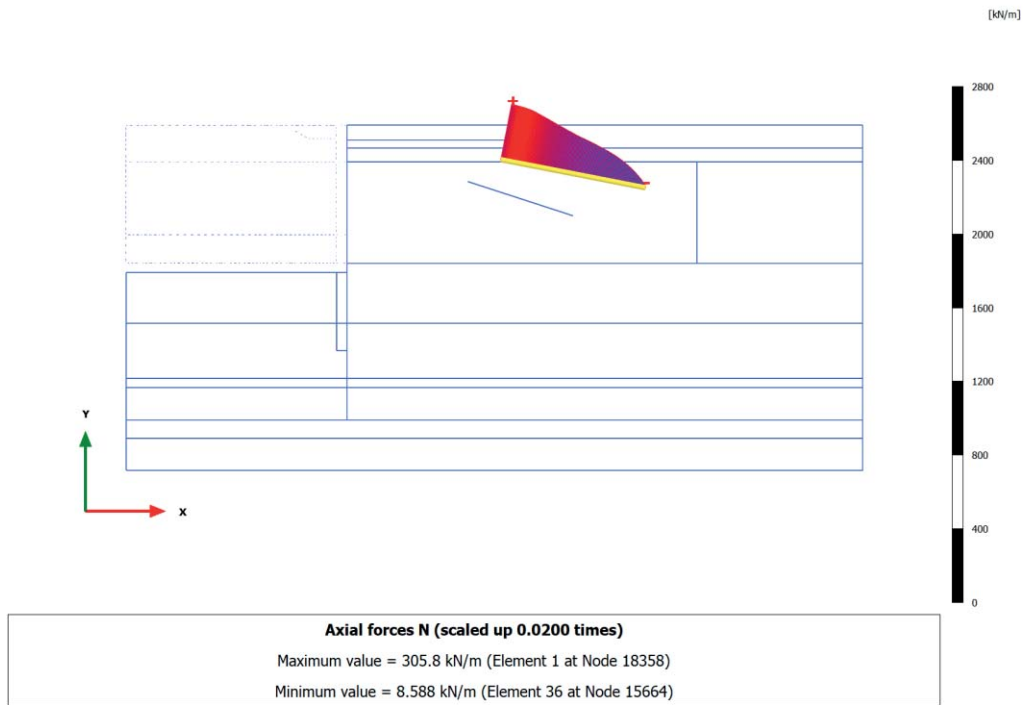 [kN/m]
2800
2400
2000
1600
1200
800
400
0
Y
X
Axial forces N (scaled up 0.0200 times)
Maximum value = 305.8 kN/m (Element 1 at Node 18358)
Minimum value = 8.588 kN/m (Element 36 at Node 15664)